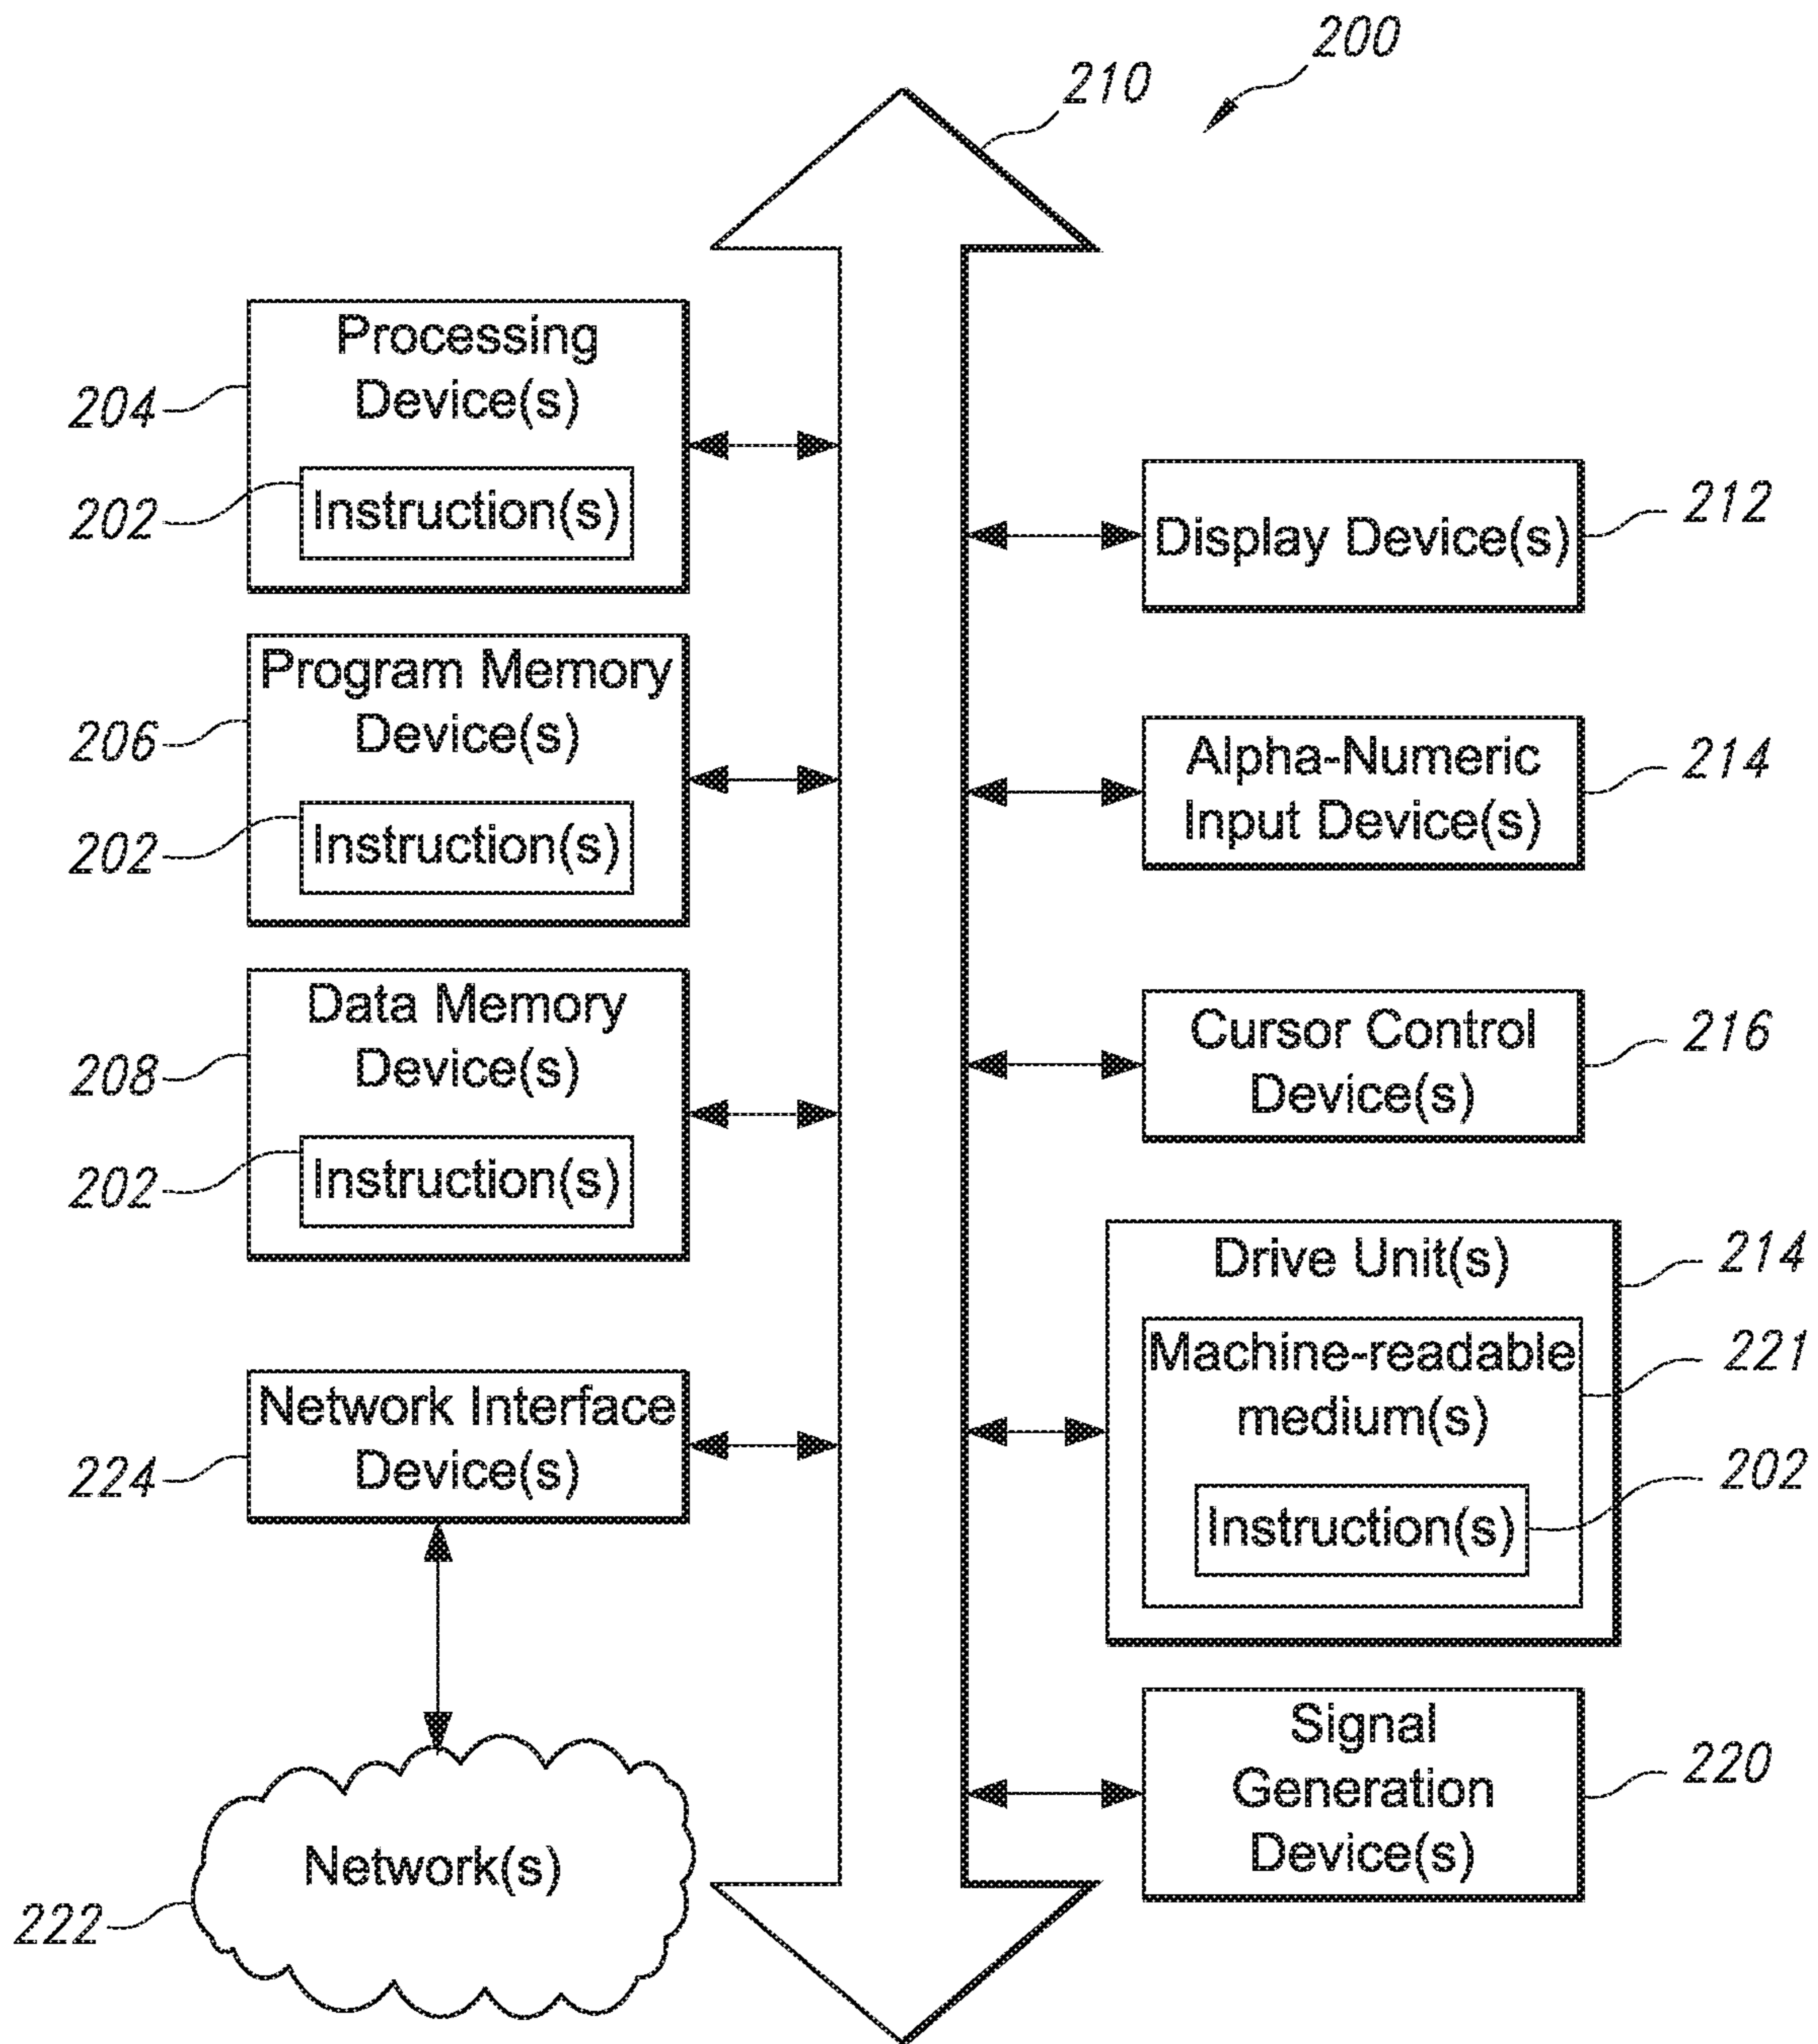 200
210
Processing
Device(s)
204
Instruction(s)
202
Program Memory
Device(s)
206
Instruction(s)
202
Data Memory
Device(s)
208
Instruction(s)
202
Network Interface
Device(s)
224
Network(s)
222
Display Device(s)
212
Alpha-Numeric
Input Device(s)
214
Cursor Control
Device(s)
216
Drive Unit(s)
214
Machine-readable
medium(s)
221
Instruction(s)
202
Signal
Generation
Device(s)
220